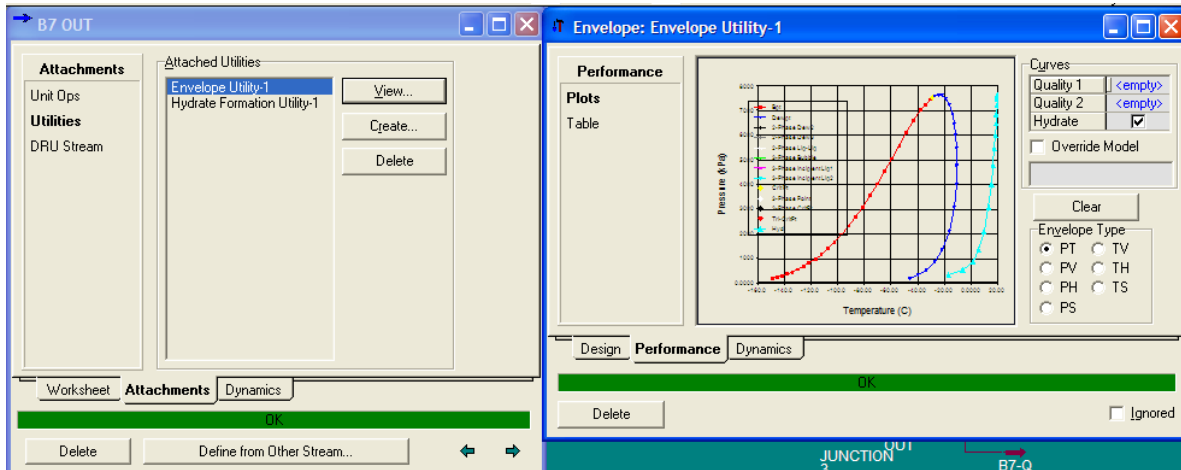 B7 OUT
Attachments
Unit Ops
Utilities
DRU Stream
Attached Utilities
Envelope Utility-1
Hydrate Formation Utility-1
View...
Create...
Delete
Worksheet Attachments Dynamics
OK
Delete
Define from Other Stream...
Envelope: Envelope Utility-1
Performance
Plots
Table
Pressure (kPa)
2-Phase Bubble
Temperature (C)
Curves
Quality 1 <empty>
Quality 2 <empty>
Hydrate
Override Model
Clear
Envelope Type
PT TV
PV TH
PH TS
PS
Design Performance Dynamics
OK
Delete
Ignored
OUT
JUNCTION
B7-Q